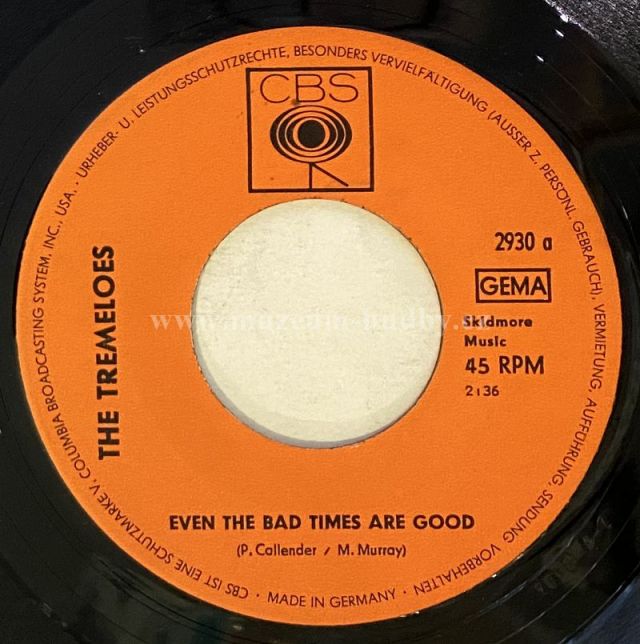 CBS
2930 a
GEMA
Skidmore
Music
45 RPM
2:36
THE TREMELOES
EVEN THE BAD TIMES ARE GOOD
(P. Callender / M. Murray)
CBS IST EINE SCHUTZMARKE V. COLUMBIA BROADCASTING SYSTEM, INC., USA. · URHEBER- U. LEISTUNGSSCHUTZRECHTE, BESONDERS VERVIELFÄLTIGUNG (AUSSER Z. PERSÖNL. GEBRAUCH), VERMIETUNG, AUFFÜHRUNG, SENDUNG VORBEHALTEN · MADE IN GERMANY ·